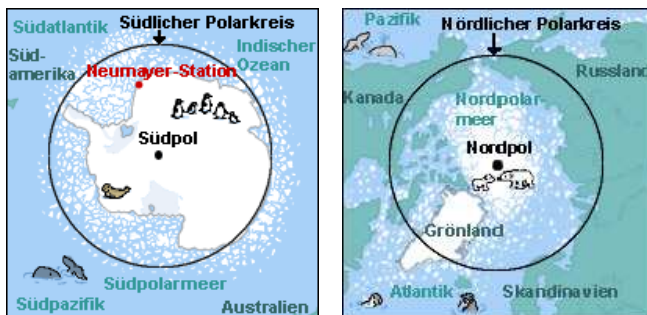 Südlicher Polarkreis
Südatlantik
Indischer
Ozean
Süd-
amerika
Neumayer-Station
Südpol
Südpolarmeer
Südpazifik
Australien
Nördlicher Polarkreis
Pazifik
Russland
Kanada
Nordpolar-
meer
Nordpol
Grönland
Atlantik
Skandinavien